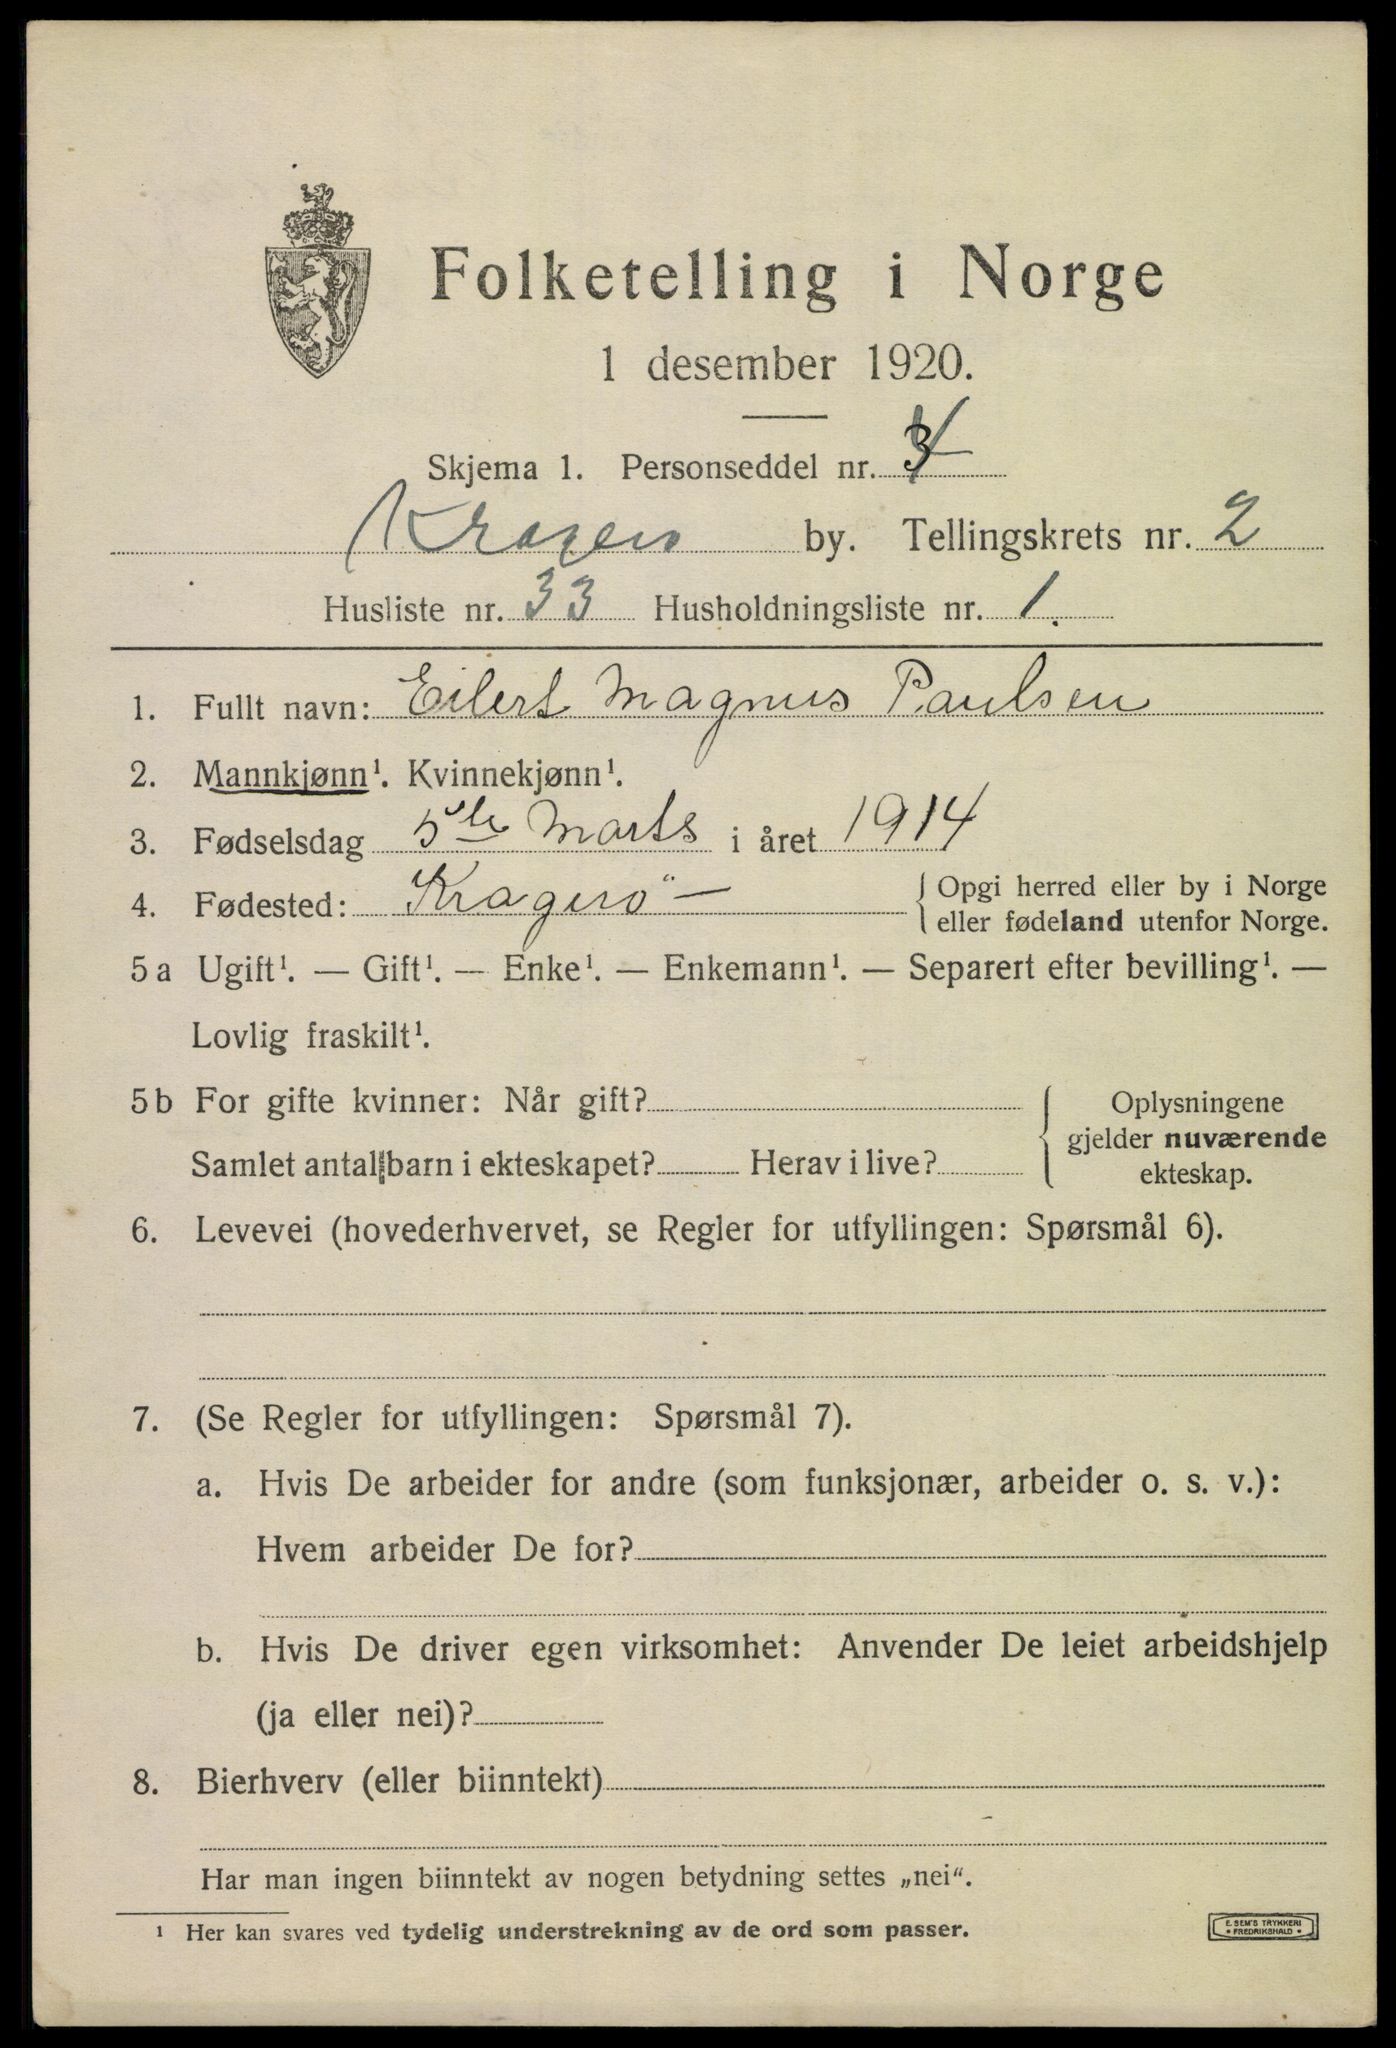 Folketelling i Norge
1 desember 1920.
Skjema 1. Personseddel nr. 3
Kragerø by. Tellingskrets nr. 2
Husliste nr. 33 Husholdningsliste nr. 1.
1. Fullt navn: Eilert Magnus Paulsen
2. Mannkjønn¹. Kvinnekjønn¹.
3. Fødselsdag 5te Marts i året 1914
4. Fødested: Kragerö — { Opgi herred eller by i Norge
eller fødeland utenfor Norge.
5a Ugift¹. — Gift¹. — Enke¹. — Enkemann¹. — Separert efter bevilling¹. —
Lovlig fraskilt¹.
5b For gifte kvinner: Når gift? { Oplysningene
gjelder nuværende
Samlet antal barn i ekteskapet? Herav i live? ekteskap.
6. Levevei (hovederhvervet, se Regler for utfyllingen: Spørsmål 6).
7. (Se Regler for utfyllingen: Spørsmål 7).
a. Hvis De arbeider for andre (som funksjonær, arbeider o. s. v.):
Hvem arbeider De for?
b. Hvis De driver egen virksomhet: Anvender De leiet arbeidshjelp
(ja eller nei)?
8. Bierhverv (eller biinntekt)
Har man ingen biinntekt av nogen betydning settes „nei“.
¹ Her kan svares ved tydelig understrekning av de ord som passer.
E. SEM'S TRYKKERI
* FREDRIKSHALD *